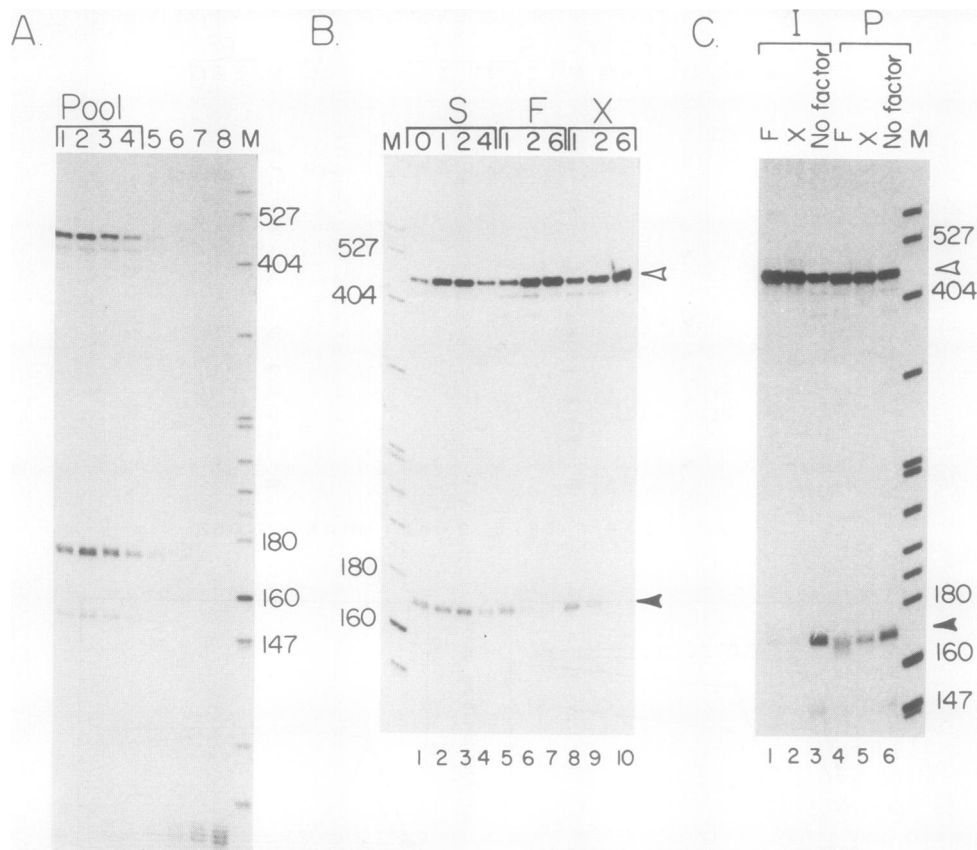 A.
Pool
1 2 3 4 5 6 7 8 M
527
404
180
160
147
B.
S F X
M 0 1 2 4 1 2 6 1 2 6
527
404
180
160
1 2 3 4 5 6 7 8 9 10
C.
I P
F X No factor F X No factor M
527
404
180
160
147
1 2 3 4 5 6